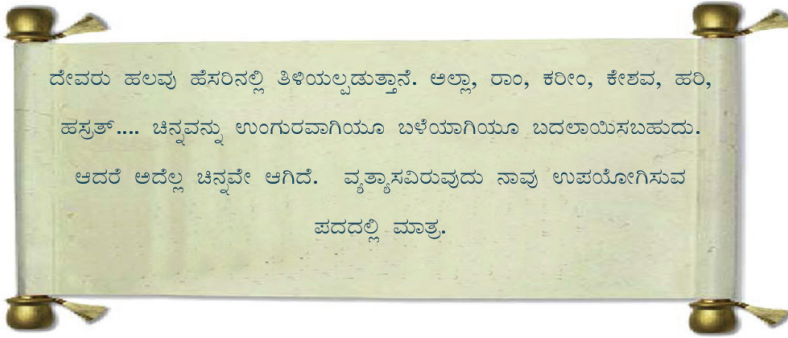 ದೇವರು ಹಲವು ಹೆಸರಿನಲ್ಲಿ ತಿಳಿಯಲ್ಪಡುತ್ತಾನೆ. ಅಲ್ಲಾ, ರಾಂ, ಕರೀಂ, ಕೇಶವ, ಹರಿ,
ಹಸ್ರತ್.... ಚಿನ್ನವನ್ನು ಉಂಗುರವಾಗಿಯೂ ಬಳೆಯಾಗಿಯೂ ಬದಲಾಯಿಸಬಹುದು.
ಆದರೆ ಅದೆಲ್ಲ ಚಿನ್ನವೇ ಆಗಿದೆ. ವ್ಯತ್ಯಾಸವಿರುವುದು ನಾವು ಉಪಯೋಗಿಸುವ
ಪದದಲ್ಲಿ ಮಾತ್ರ.